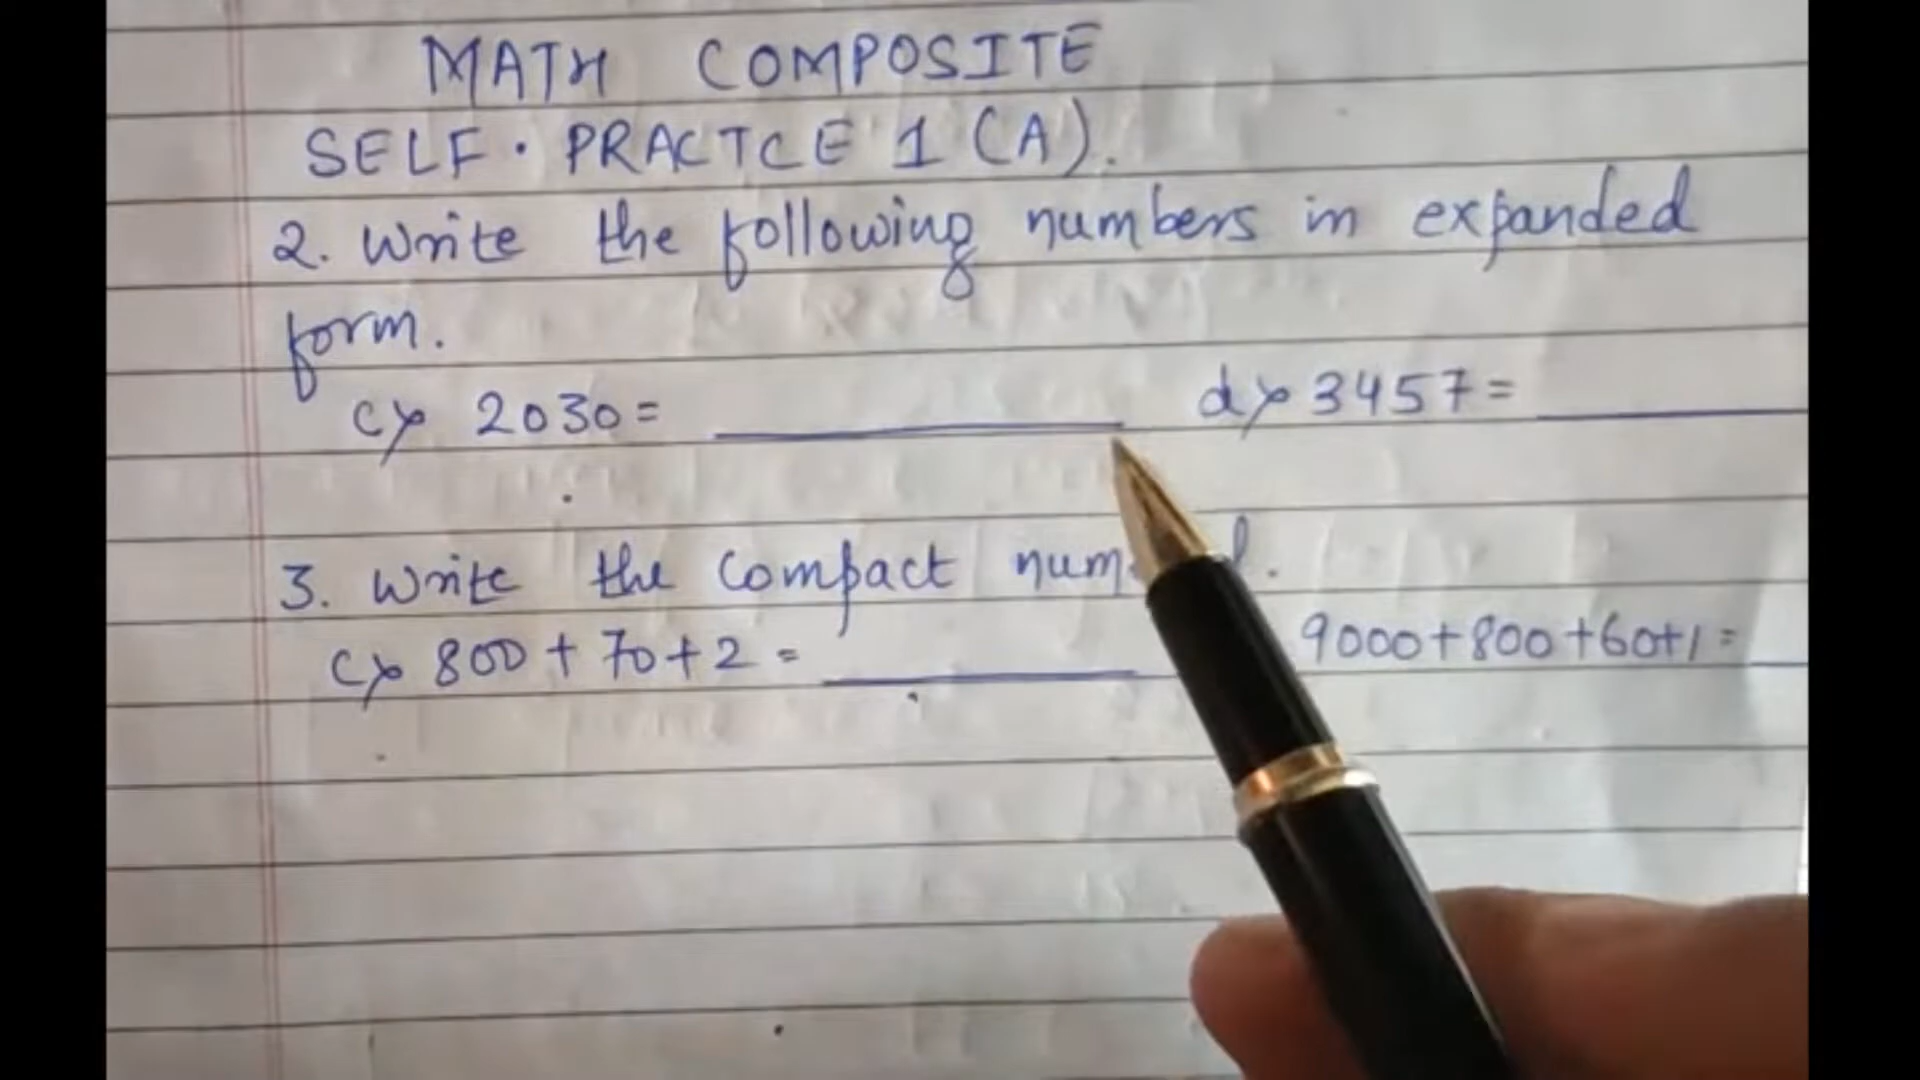 MATH COMPOSITE
SELF. PRACTCE 1 (A).
2. Write the following numbers in expanded
form.
c) 2030= d) 3457=
3. Write the compact
c) 800+70+2= 9000+800+60+1=